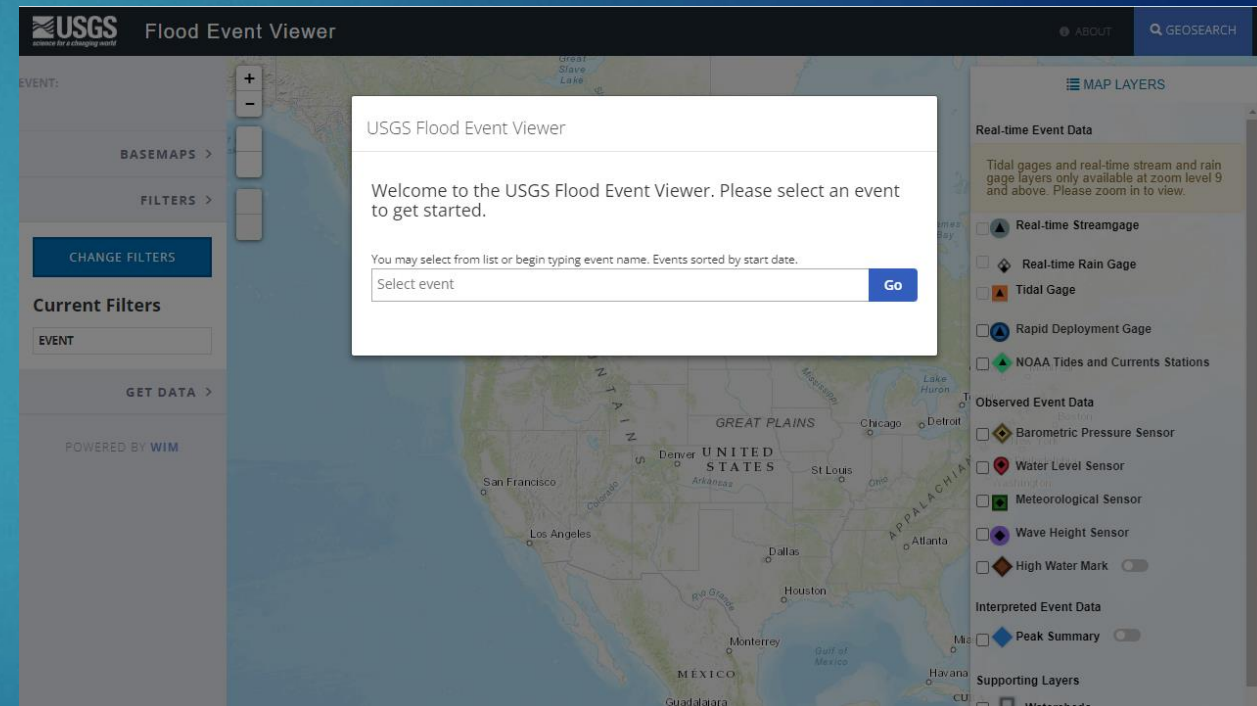 USGS
science for a changing world
Flood Event Viewer
ABOUT
GEOSEARCH
EVENT:
BASEMAPS >
FILTERS >
CHANGE FILTERS
Current Filters
EVENT
GET DATA >
POWERED BY WIM
+
−
USGS Flood Event Viewer
Welcome to the USGS Flood Event Viewer. Please select an event
to get started.
You may select from list or begin typing event name. Events sorted by start date.
Select event
Go
Great
Slave
Lake
GREAT PLAINS
Chicago
Detroit
Lake
Huron
Denver
UNITED
STATES
St Louis
Ohio
Arkansas
Colorado
San Francisco
Los Angeles
Atlanta
Dallas
Houston
Rio Grande
Monterrey
Gulf of
Mexico
MÉXICO
Havana
Guadalajara
MAP LAYERS
Real-time Event Data
Tidal gages and real-time stream and rain
gage layers only available at zoom level 9
and above. Please zoom in to view.
Real-time Streamgage
Real-time Rain Gage
Tidal Gage
Rapid Deployment Gage
NOAA Tides and Currents Stations
Observed Event Data
Barometric Pressure Sensor
Water Level Sensor
Meteorological Sensor
Wave Height Sensor
High Water Mark
Interpreted Event Data
Peak Summary
Supporting Layers
Watersheds